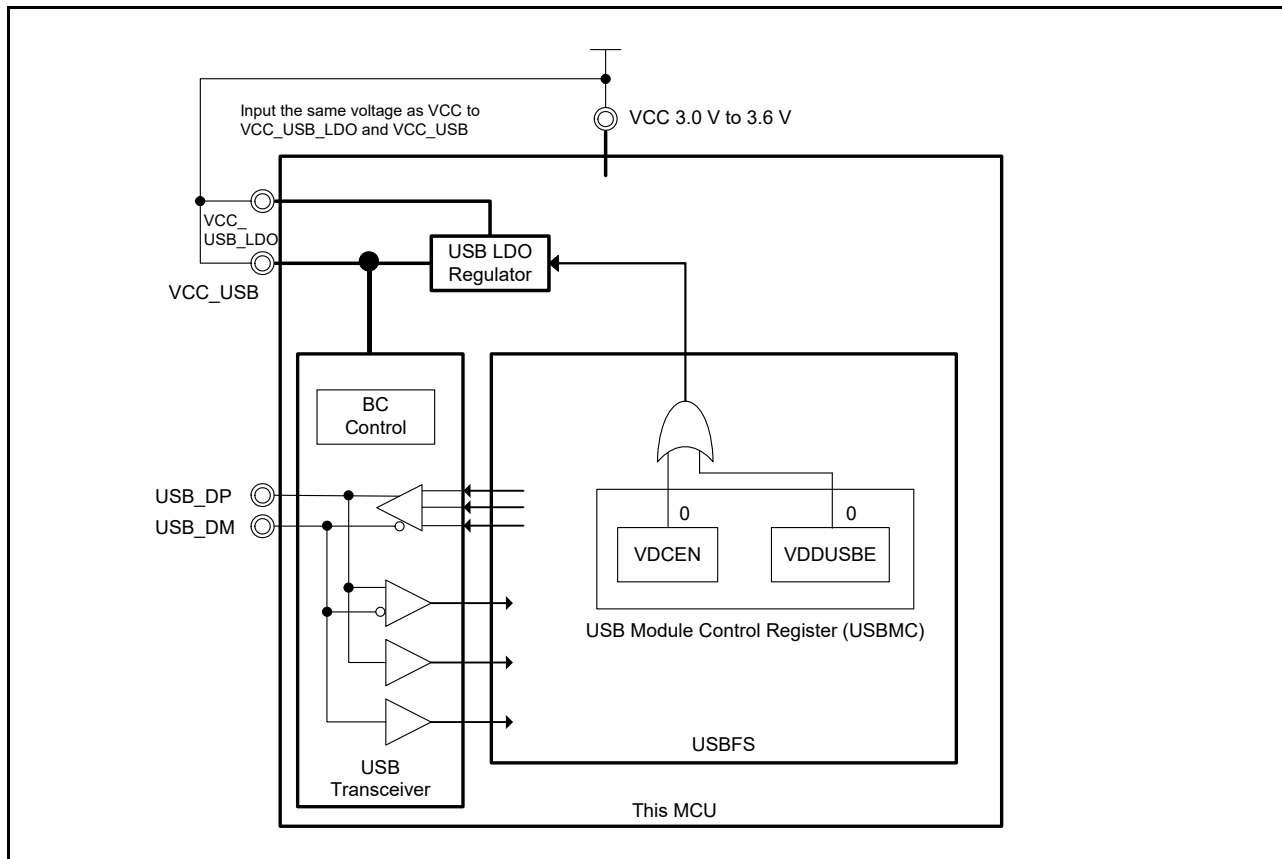 Input the same voltage as VCC to
VCC_USB_LDO and VCC_USB
VCC 3.0 V to 3.6 V
VCC_
USB_LDO
USB LDO
Regulator
VCC_USB
BC
Control
USB_DP
USB_DM
0
0
VDCEN
VDDUSBE
USB Module Control Register (USBMC)
USBFS
USB
Transceiver
This MCU